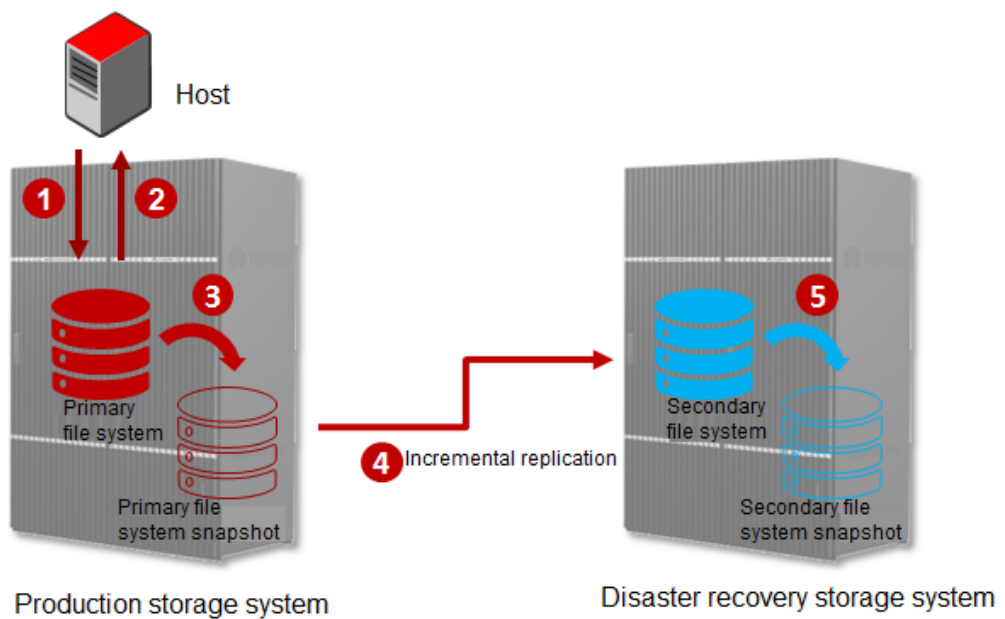 Host
1
2
3
5
Primary
file system
Secondary
file system
4
Incremental replication
Primary file
system snapshot
Secondary file
system snapshot
Production storage system
Disaster recovery storage system